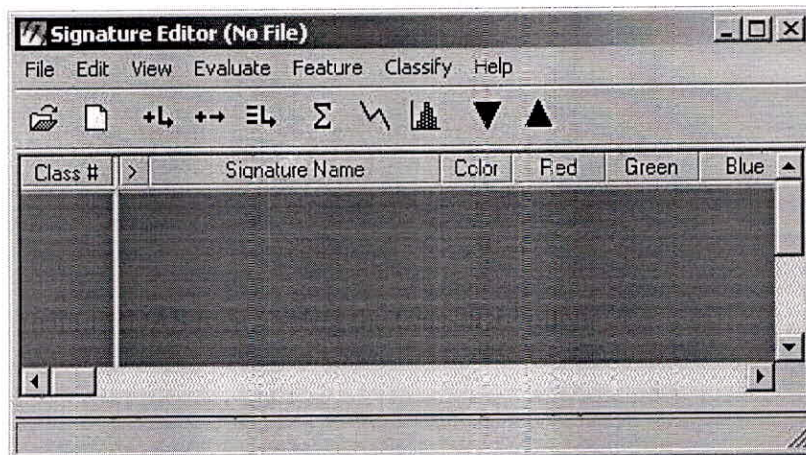 Signature Editor (No File)
File Edit View Evaluate Feature Classify Help
Σ
Class # > Signature Name Color Red Green Blue